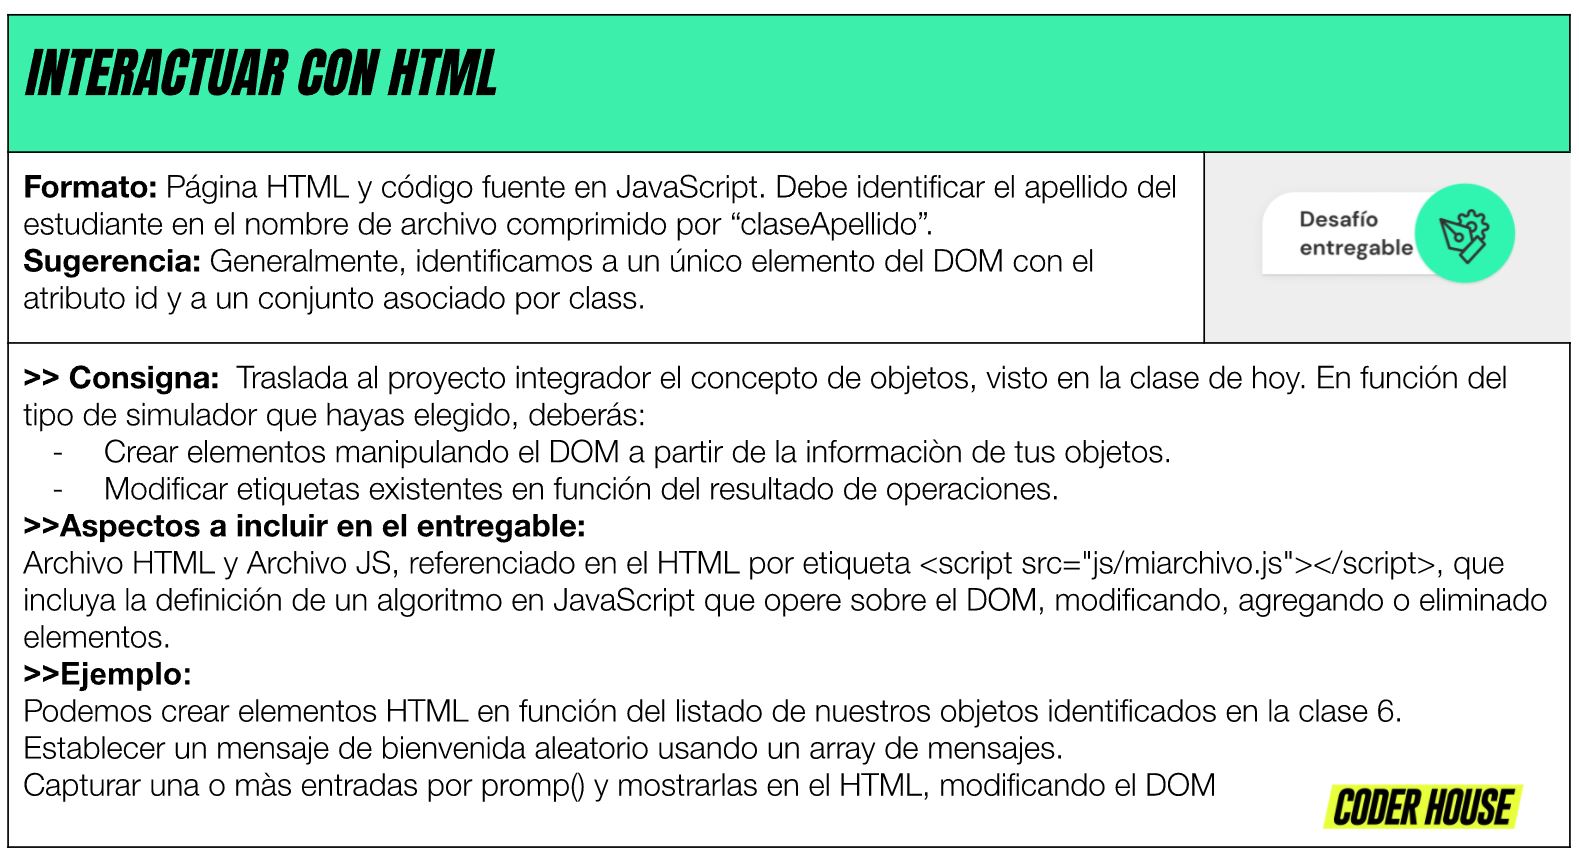 INTERACTUAR CON HTML
Formato: Página HTML y código fuente en JavaScript. Debe identificar el apellido del
estudiante en el nombre de archivo comprimido por “claseApellido”.
Sugerencia: Generalmente, identificamos a un único elemento del DOM con el
atributo id y a un conjunto asociado por class.
Desafío
entregable
>> Consigna: Traslada al proyecto integrador el concepto de objetos, visto en la clase de hoy. En función del
tipo de simulador que hayas elegido, deberás:
- Crear elementos manipulando el DOM a partir de la informaciòn de tus objetos.
- Modificar etiquetas existentes en función del resultado de operaciones.
>>Aspectos a incluir en el entregable:
Archivo HTML y Archivo JS, referenciado en el HTML por etiqueta <script src="js/miarchivo.js"></script>, que
incluya la definición de un algoritmo en JavaScript que opere sobre el DOM, modificando, agregando o eliminado
elementos.
>>Ejemplo:
Podemos crear elementos HTML en función del listado de nuestros objetos identificados en la clase 6.
Establecer un mensaje de bienvenida aleatorio usando un array de mensajes.
Capturar una o màs entradas por promp() y mostrarlas en el HTML, modificando el DOM
CODER HOUSE